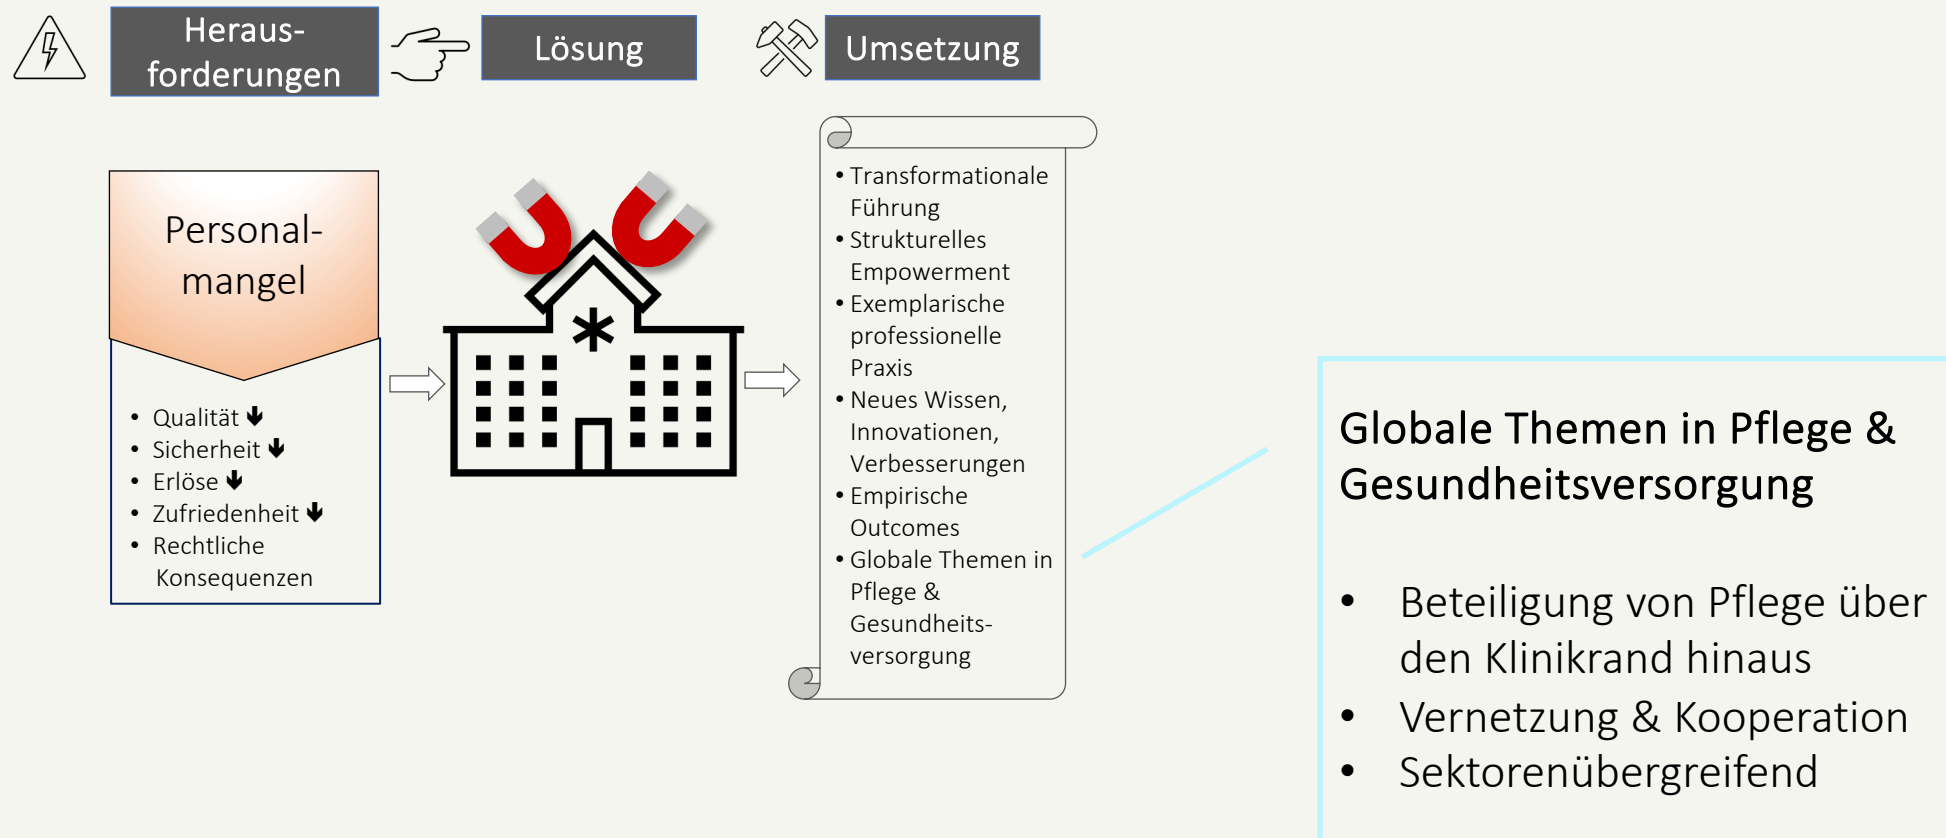 Heraus-
forderungen
Lösung
Umsetzung
Personal-
mangel
• Qualität 🡻
• Sicherheit 🡻
• Erlöse 🡻
• Zufriedenheit 🡻
• Rechtliche
Konsequenzen
• Transformationale
Führung
• Strukturelles
Empowerment
• Exemplarische
professionelle
Praxis
• Neues Wissen,
Innovationen,
Verbesserungen
• Empirische
Outcomes
• Globale Themen in
Pflege &
Gesundheits-
versorgung
Globale Themen in Pflege &
Gesundheitsversorgung
• Beteiligung von Pflege über
den Klinikrand hinaus
• Vernetzung & Kooperation
• Sektorenübergreifend